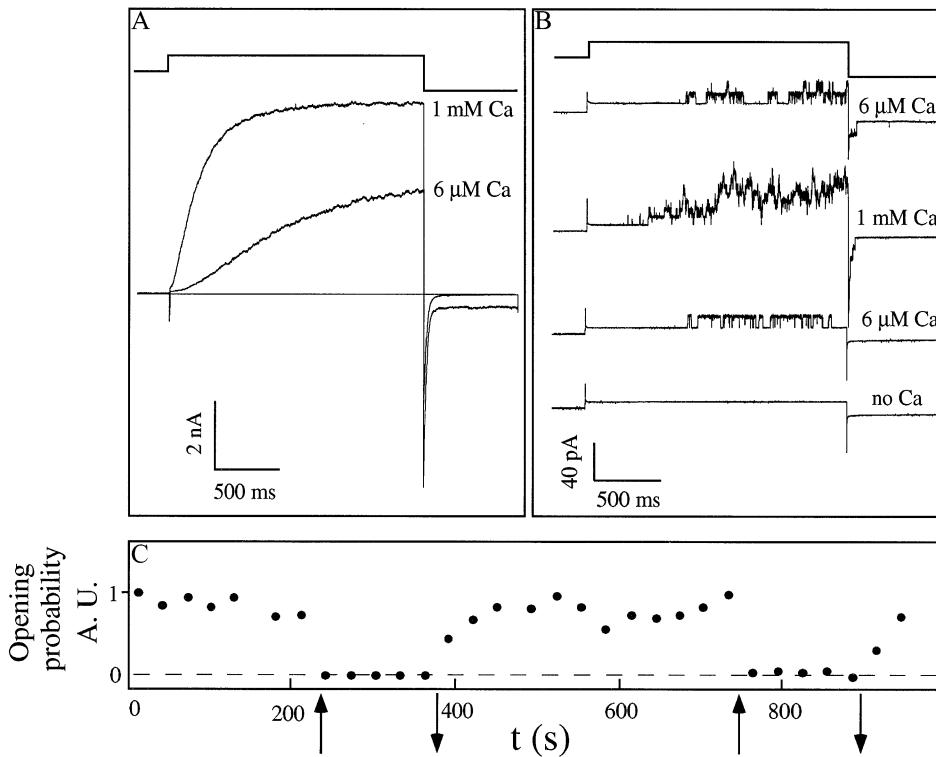 A
1 mM Ca
6 μM Ca
2 nA
500 ms
B
6 μM Ca
1 mM Ca
6 μM Ca
no Ca
40 pA
500 ms
C
Opening
probability
A. U.
1
0
0
200
400
600
800
t (s)